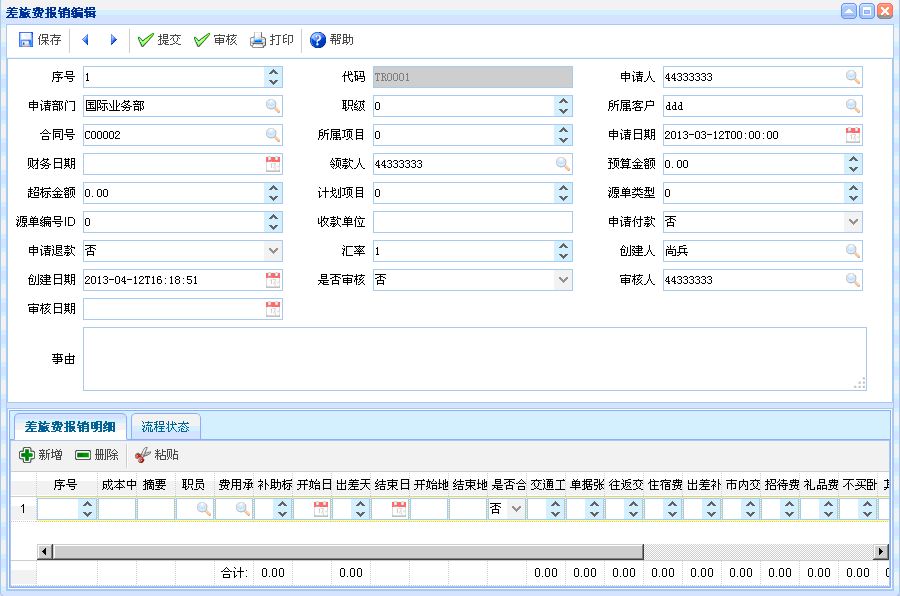 差旅费报销编辑
保存 提交 审核 打印 帮助
序号 1 代码 TR0001 申请人 44333333
申请部门 国际业务部 职级 0 所属客户 ddd
合同号 C00002 所属项目 0 申请日期 2013-03-12T00:00:00
财务日期 领款人 44333333 预算金额 0.00
超标金额 0.00 计划项目 0 源单类型 0
源单编号ID 0 收款单位 申请付款 否
申请退款 否 汇率 1 创建人 尚兵
创建日期 2013-04-12T16:18:51 是否审核 否 审核人 44333333
审核日期
事由
差旅费报销明细 流程状态
新增 删除 粘贴
序号 成本中 摘要 职员 费用承 补助标 开始日 出差天 结束日 开始地 结束地 是否合 交通工 单据张 往返交 住宿费 出差补 市内交 招待费 礼品费 不买卧
1 否
合计: 0.00 0.00 0.00 0.00 0.00 0.00 0.00 0.00 0.00 0.00 0.00